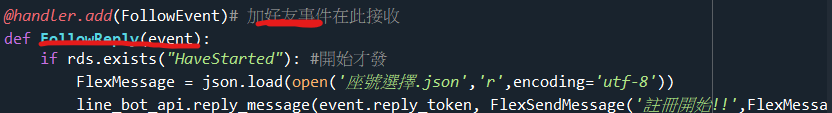 @handler.add(FollowEvent)# 加好友事件在此接收
def FollowReply(event):
if rds.exists("HaveStarted"): #開始才發
FlexMessage = json.load(open('座號選擇.json','r',encoding='utf-8'))
line_bot_api.reply_message(event.reply_token, FlexSendMessage('註冊開始!!',FlexMessa